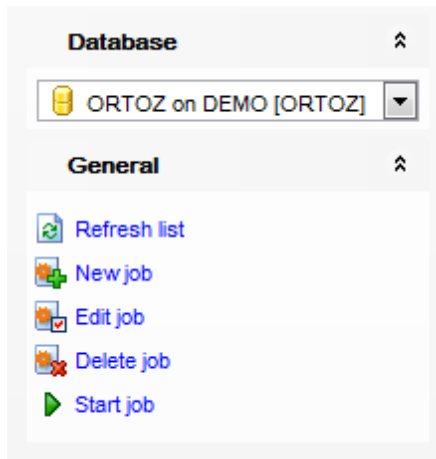 Database
ORTOZ on DEMO [ORTOZ]
General
Refresh list
New job
Edit job
Delete job
Start job